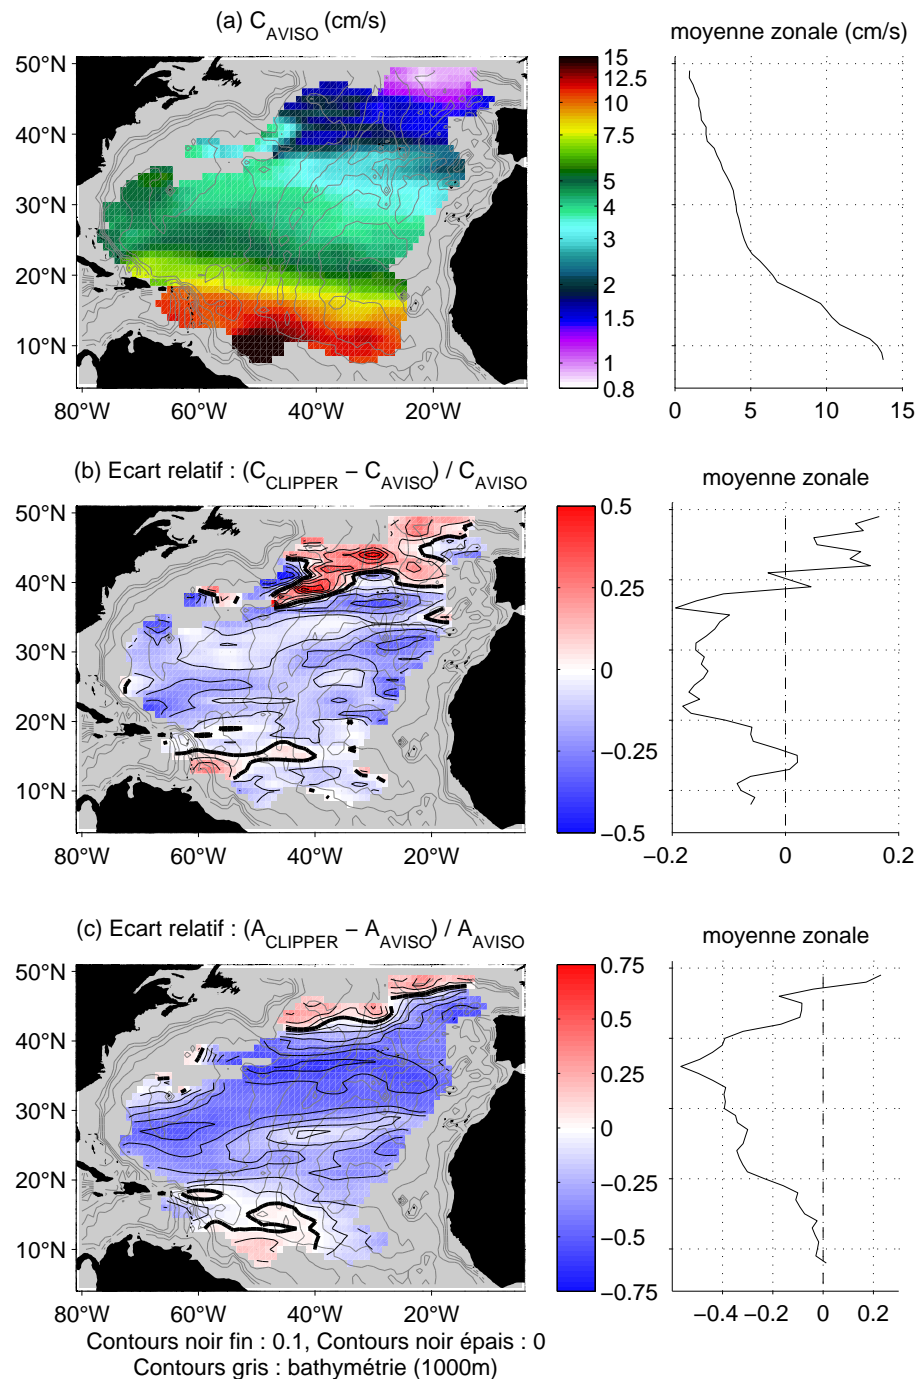 (a) C_AVISO (cm/s)
moyenne zonale (cm/s)
50°N
40°N
30°N
20°N
10°N
80°W 60°W 40°W 20°W
15
12.5
10
7.5
5
4
3
2
1.5
1
0.8
0 5 10 15
(b) Ecart relatif : (C_CLIPPER − C_AVISO) / C_AVISO
moyenne zonale
50°N
40°N
30°N
20°N
10°N
80°W 60°W 40°W 20°W
0.5
0.25
0
−0.25
−0.5
−0.2 0 0.2
(c) Ecart relatif : (A_CLIPPER − A_AVISO) / A_AVISO
moyenne zonale
50°N
40°N
30°N
20°N
10°N
80°W 60°W 40°W 20°W
0.75
0.5
0.25
0
−0.25
−0.5
−0.75
−0.4 −0.2 0 0.2
Contours noir fin : 0.1, Contours noir épais : 0
Contours gris : bathymétrie (1000m)